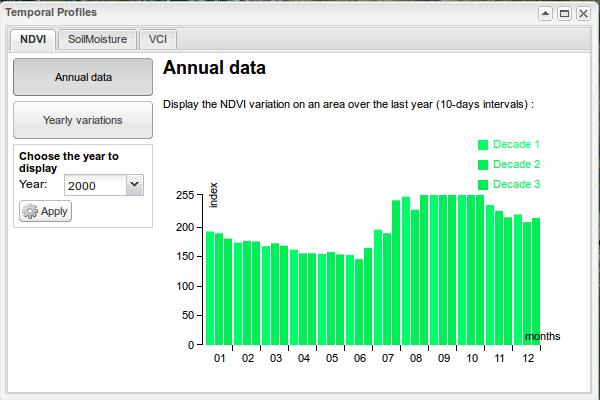 Temporal Profiles
NDVI SoilMoisture VCI
Annual data
Yearly variations
Choose the year to
display
Year: 2000
Apply
Annual data
Display the NDVI variation on an area over the last year (10-days intervals) :
Decade 1
Decade 2
Decade 3
index
255
200
150
100
50
0
months
01 02 03 04 05 06 07 08 09 10 11 12